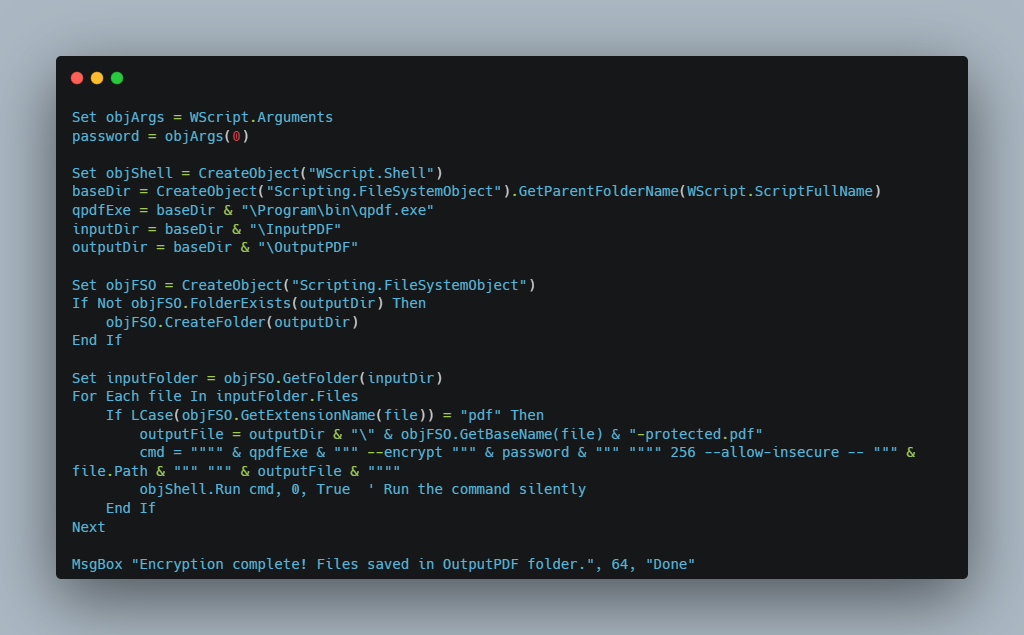 Set objArgs = WScript.Arguments
password = objArgs(0)

Set objShell = CreateObject("WScript.Shell")
baseDir = CreateObject("Scripting.FileSystemObject").GetParentFolderName(WScript.ScriptFullName)
qpdfExe = baseDir & "\Program\bin\qpdf.exe"
inputDir = baseDir & "\InputPDF"
outputDir = baseDir & "\OutputPDF"

Set objFSO = CreateObject("Scripting.FileSystemObject")
If Not objFSO.FolderExists(outputDir) Then
    objFSO.CreateFolder(outputDir)
End If

Set inputFolder = objFSO.GetFolder(inputDir)
For Each file In inputFolder.Files
    If LCase(objFSO.GetExtensionName(file)) = "pdf" Then
        outputFile = outputDir & "\" & objFSO.GetBaseName(file) & "-protected.pdf"
        cmd = """" & qpdfExe & """ --encrypt """ & password & """ """" 256 --allow-insecure -- """ &
file.Path & """ """ & outputFile & """"
        objShell.Run cmd, 0, True  ' Run the command silently
    End If
Next

MsgBox "Encryption complete! Files saved in OutputPDF folder.", 64, "Done"